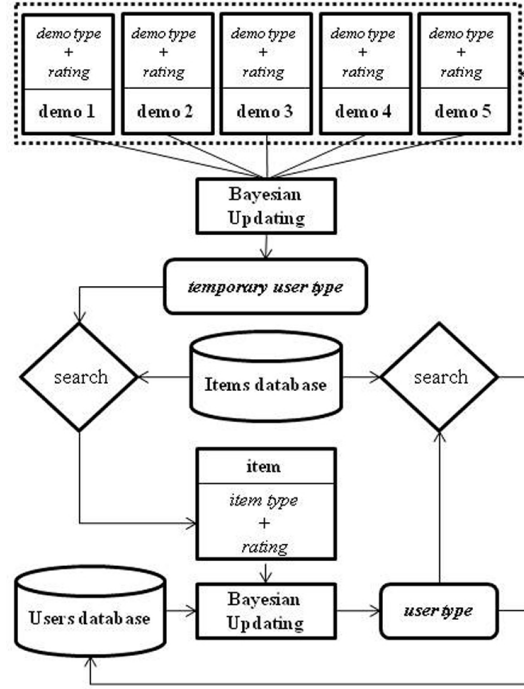 demo type demo type demo type demo type demo type
+ + + + +
rating rating rating rating rating
demo 1 demo 2 demo 3 demo 4 demo 5
Bayesian
Updating
temporary user type
search
Items database
search
item
item type
+
rating
Users database
Bayesian
Updating
user type